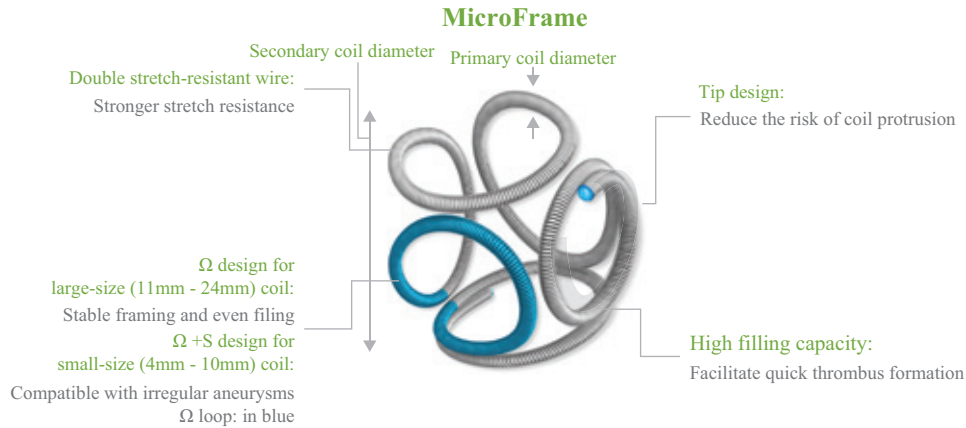 MicroFrame
Secondary coil diameter
Primary coil diameter
Double stretch-resistant wire:
Stronger stretch resistance
Tip design:
Reduce the risk of coil protrusion
Ω design for
large-size (11mm - 24mm) coil:
Stable framing and even filing
Ω +S design for
small-size (4mm - 10mm) coil:
Compatible with irregular aneurysms
Ω loop: in blue
High filling capacity:
Facilitate quick thrombus formation